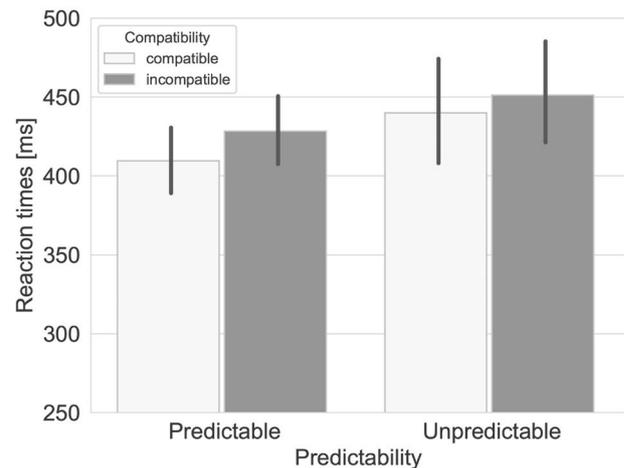 500
450
400
350
300
250
Reaction times [ms]
Compatibility
compatible
incompatible
Predictable
Unpredictable
Predictability